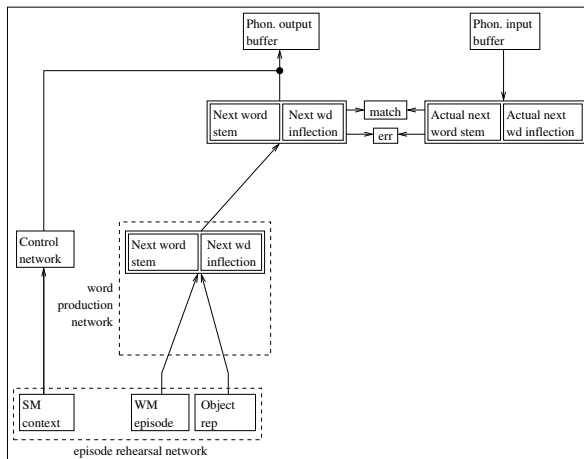 Phon. output
buffer
Phon. input
buffer
Next word
stem
Next wd
inflection
match
err
Actual next
word stem
Actual next
wd inflection
Control
network
word
production
network
Next word
stem
Next wd
inflection
SM
context
WM
episode
Object
rep
episode rehearsal network